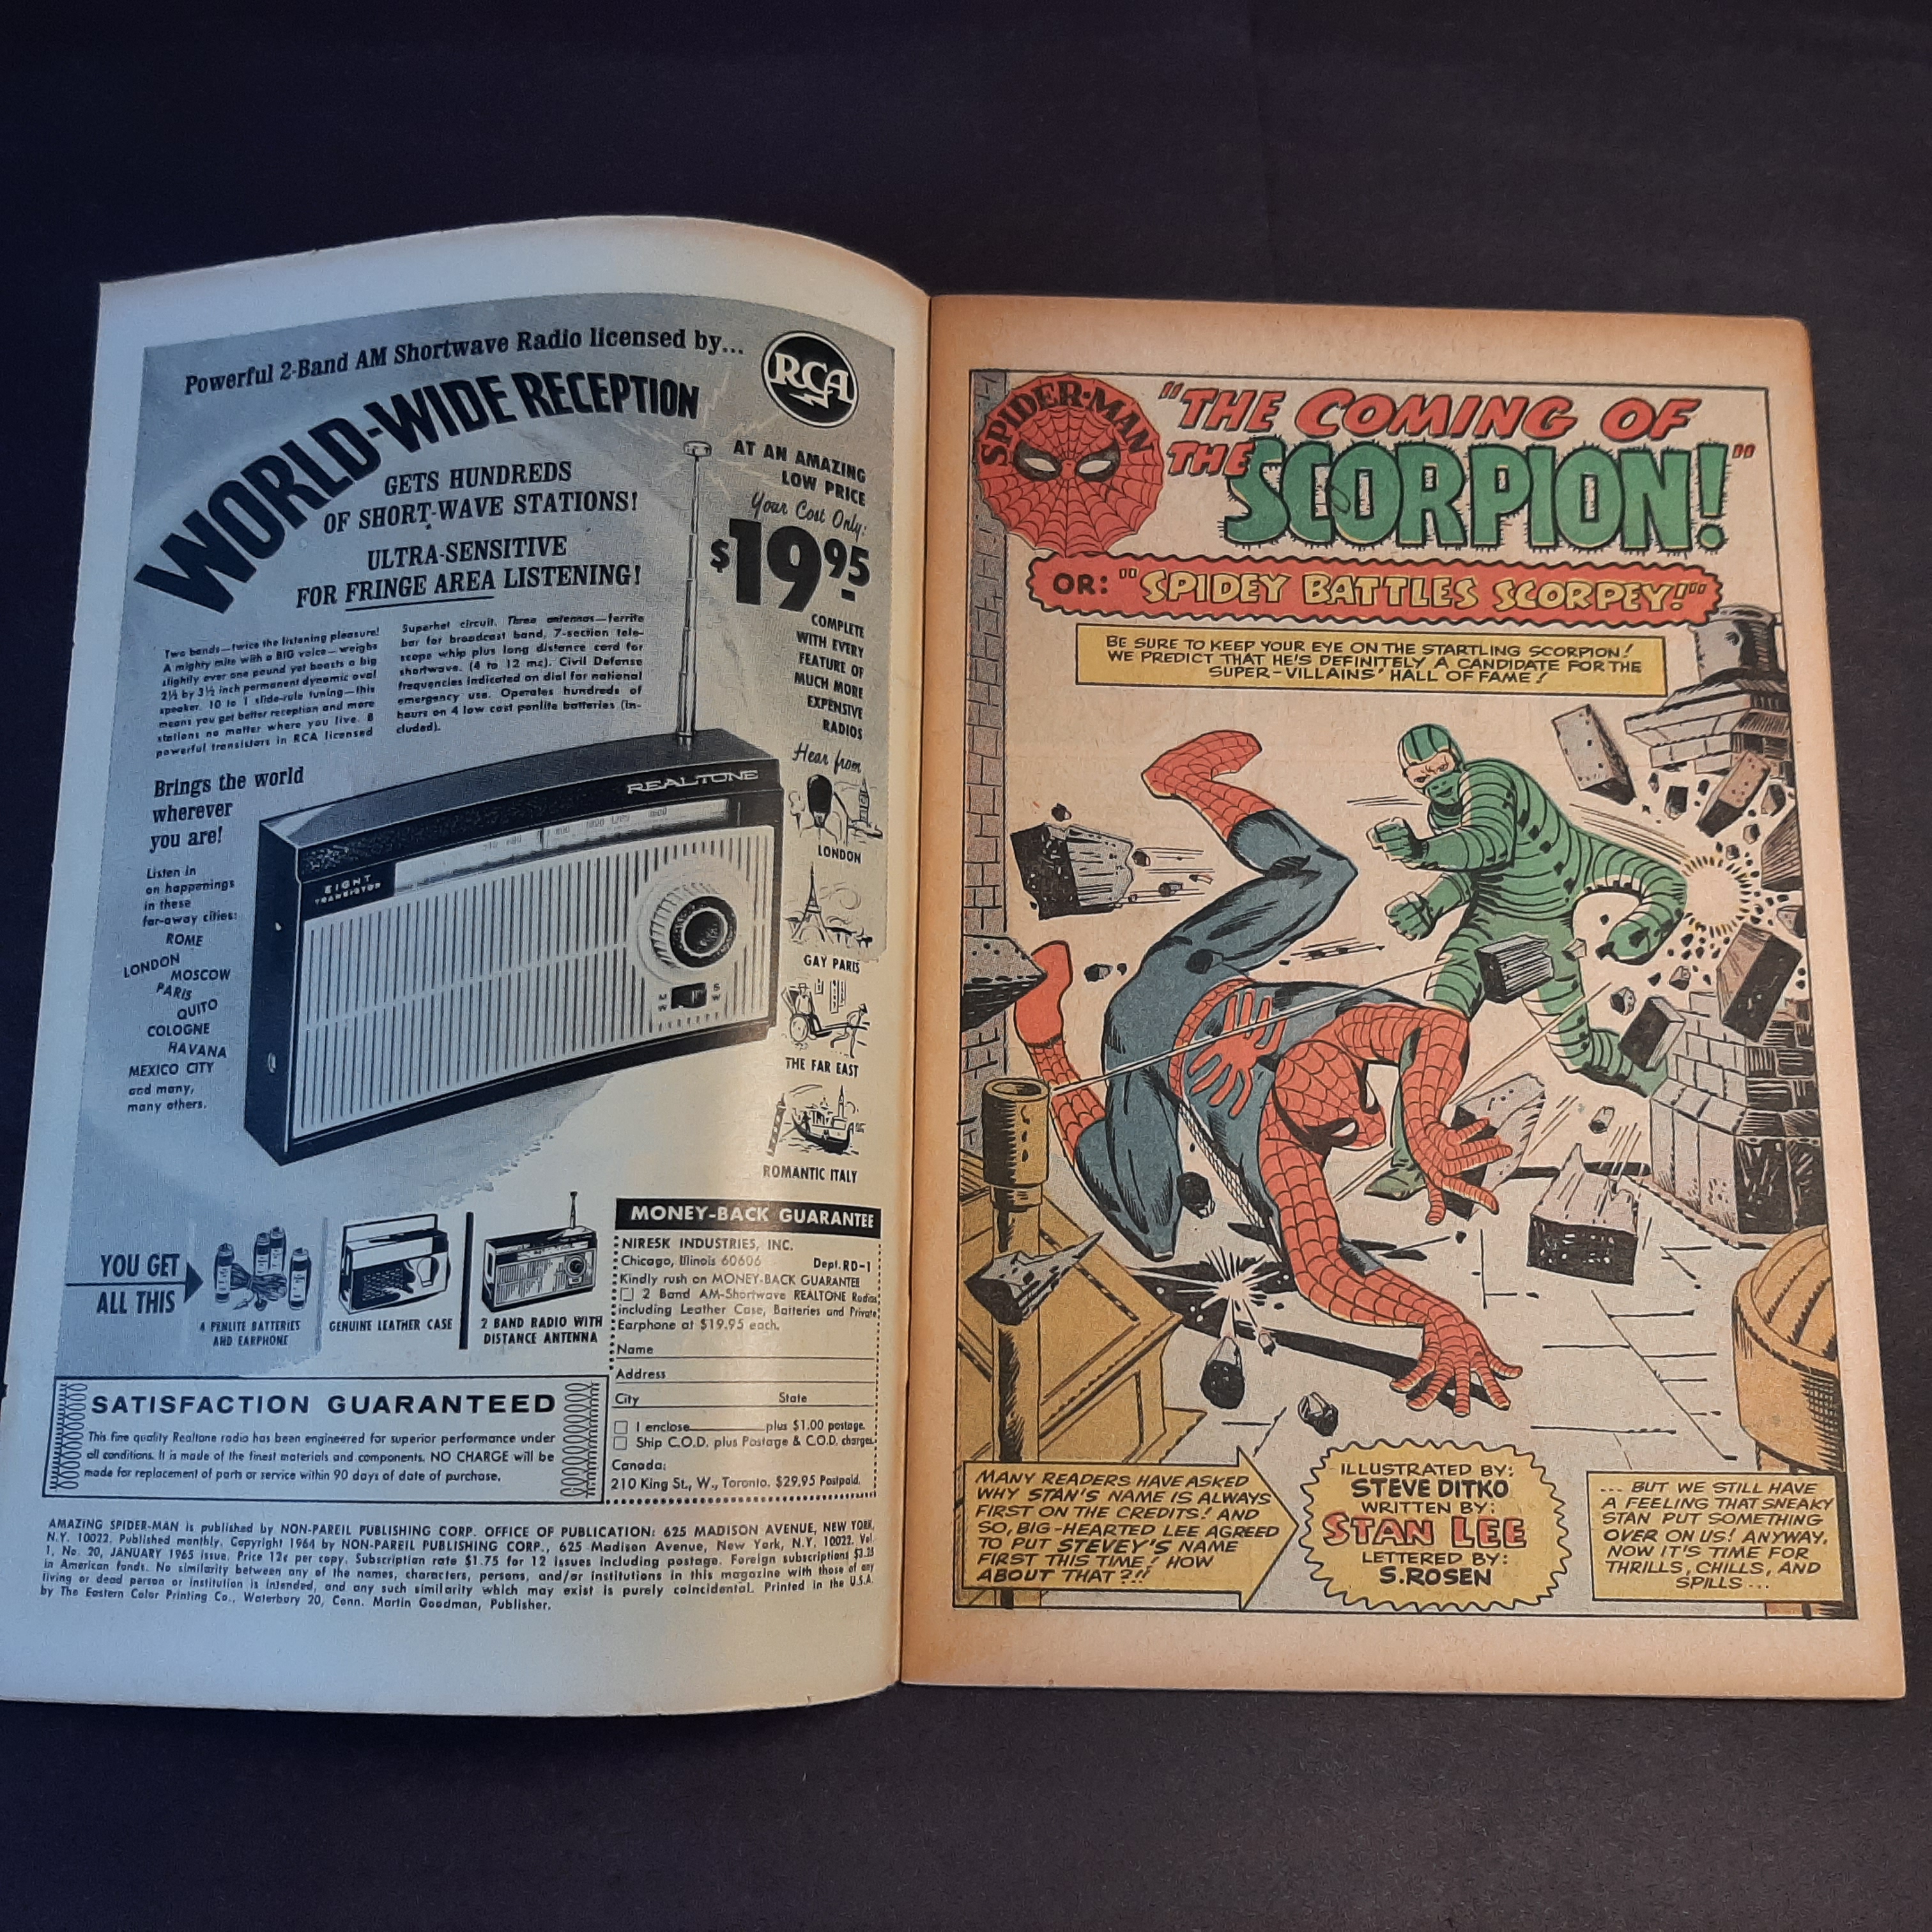 Powerful 2-Band AM Shortwave Radio licensed by...
RCA
WORLD-WIDE RECEPTION
GETS HUNDREDS
OF SHORT-WAVE STATIONS!
ULTRA-SENSITIVE
FOR FRINGE AREA LISTENING!
AT AN AMAZING
LOW PRICE
Your Cost Only:
$19.95
COMPLETE
WITH EVERY
FEATURE OF
MUCH MORE
EXPENSIVE
RADIOS
Two bands—twice the listening pleasure!
A mighty mite with a BIG voice—weighs
slightly over one pound yet boasts a big
2½ by 3½ inch permanent dynamic oval
speaker. 10 to 1 slide-rule tuning—this
means you get better reception and more
stations no matter where you live. 8
powerful transistors in RCA licensed
Superhet circuit. Three antennas—ferrite
bar for broadcast band, 7-section tele-
scope whip plus long distance cord for
shortwave. (4 to 12 mc). Civil Defense
frequencies indicated on dial for national
emergency use. Operates hundreds of
hours on 4 low cost penlite batteries (in-
cluded).
Brings the world
wherever
you are!
Listen in
on happenings
in these
far-away cities:
ROME
LONDON
MOSCOW
PARIS
QUITO
COLOGNE
HAVANA
MEXICO CITY
and many,
many others.
REALTONE
EIGHT
TRANSISTOR
M W
S W
Hear from
LONDON
GAY PARIS
THE FAR EAST
ROMANTIC ITALY
YOU GET
ALL THIS
4 PENLITE BATTERIES
AND EARPHONE
GENUINE LEATHER CASE
2 BAND RADIO WITH
DISTANCE ANTENNA
MONEY-BACK GUARANTEE
NIRESK INDUSTRIES, INC.
Chicago, Illinois 60606 Dept. RD-1
Kindly rush on MONEY-BACK GUARANTEE
2 Band AM-Shortwave REALTONE Radios,
including Leather Case, Batteries and Private
Earphone at $19.95 each.
Name
Address
City State
I enclose plus $1.00 postage.
Ship C.O.D. plus Postage & C.O.D. charges.
Canada:
210 King St., W., Toronto. $29.95 Postpaid.
SATISFACTION GUARANTEED
This fine quality Realtone radio has been engineered for superior performance under
all conditions. It is made of the finest materials and components. NO CHARGE will be
made for replacement of parts or service within 90 days of date of purchase.
AMAZING SPIDER-MAN is published by NON-PAREIL PUBLISHING CORP. OFFICE OF PUBLICATION: 625 MADISON AVENUE, NEW YORK,
N.Y. 10022. Published monthly. Copyright 1964 by NON-PAREIL PUBLISHING CORP., 625 Madison Avenue, New York, N.Y. 10022. Vol.
1, No. 20, JANUARY 1965 issue. Price 12¢ per copy. Subscription rate $1.75 for 12 issues including postage. Foreign subscriptions $3.25
in American funds. No similarity between any of the names, characters, persons, and/or institutions in this magazine with those of any
living or dead person or institution is intended, and any such similarity which may exist is purely coincidental. Printed in the U.S.A.
by The Eastern Color Printing Co., Waterbury 20, Conn. Martin Goodman, Publisher.
SPIDER-MAN
"THE COMING OF
THE SCORPION!"
OR: "SPIDEY BATTLES SCORPEY!"
BE SURE TO KEEP YOUR EYE ON THE STARTLING SCORPION!
WE PREDICT THAT HE'S DEFINITELY A CANDIDATE FOR THE
SUPER-VILLAINS' HALL OF FAME!
MANY READERS HAVE ASKED
WHY STAN'S NAME IS ALWAYS
FIRST ON THE CREDITS! AND
SO, BIG-HEARTED LEE AGREED
TO PUT STEVEY'S NAME
FIRST THIS TIME! HOW
ABOUT THAT?!!
ILLUSTRATED BY:
STEVE DITKO
WRITTEN BY:
STAN LEE
LETTERED BY:
S.ROSEN
... BUT WE STILL HAVE
A FEELING THAT SNEAKY
STAN PUT SOMETHING
OVER ON US! ANYWAY,
NOW IT'S TIME FOR
THRILLS, CHILLS, AND
SPILLS...